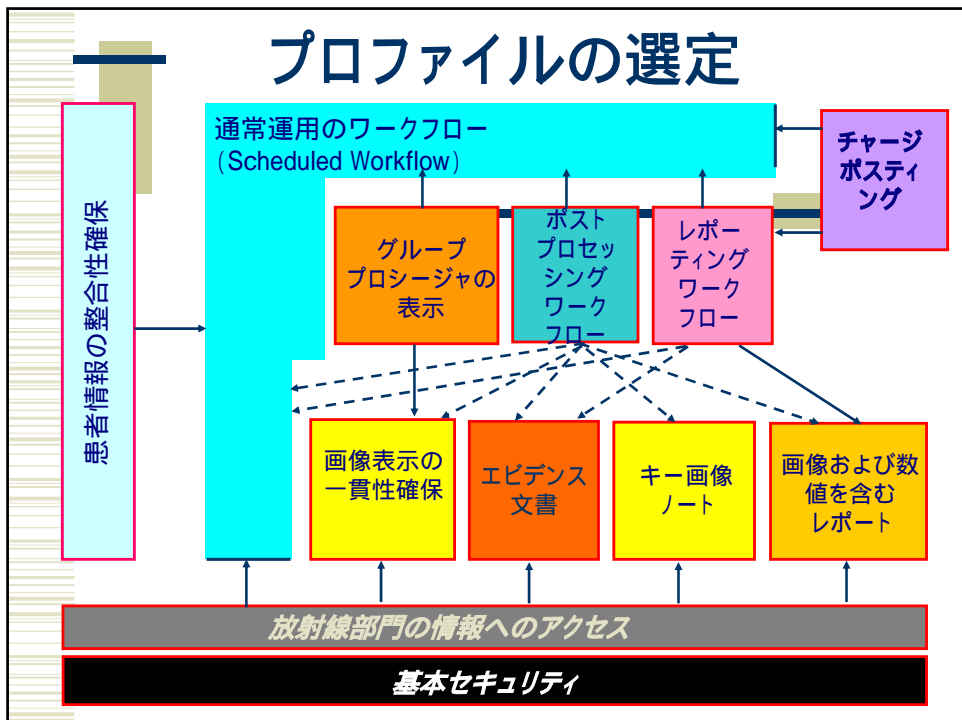 プロファイルの選定
患者情報の整合性確保
通常運用のワークフロー
(Scheduled Workflow)
チャージ
ポスティ
ング
グループ
プロシージャの
表示
ポスト
プロセッ
シング
ワーク
フロー
レポー
ティング
ワーク
フロー
画像表示の
一貫性確保
エビデンス
文書
キー画像
ノート
画像および数
値を含む
レポート
放射線部門の情報へのアクセス
基本セキュリティ